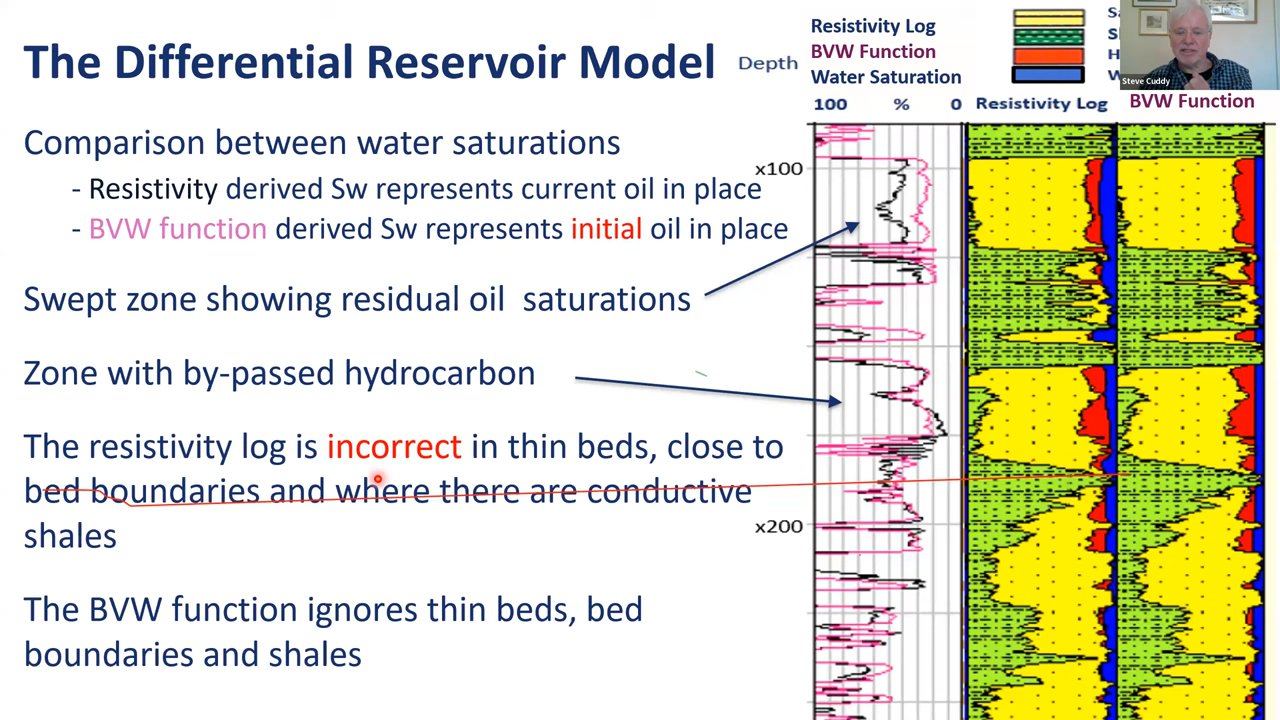 The Differential Reservoir Model
Comparison between water saturations
- Resistivity derived Sw represents current oil in place
- BVW function derived Sw represents initial oil in place
Swept zone showing residual oil saturations
Zone with by-passed hydrocarbon
The resistivity log is incorrect in thin beds, close to
bed boundaries and where there are conductive
shales
The BVW function ignores thin beds, bed
boundaries and shales
Depth
Resistivity Log
BVW Function
Water Saturation
100 % 0
Resistivity Log
BVW Function
Steve Cuddy
x100
x200